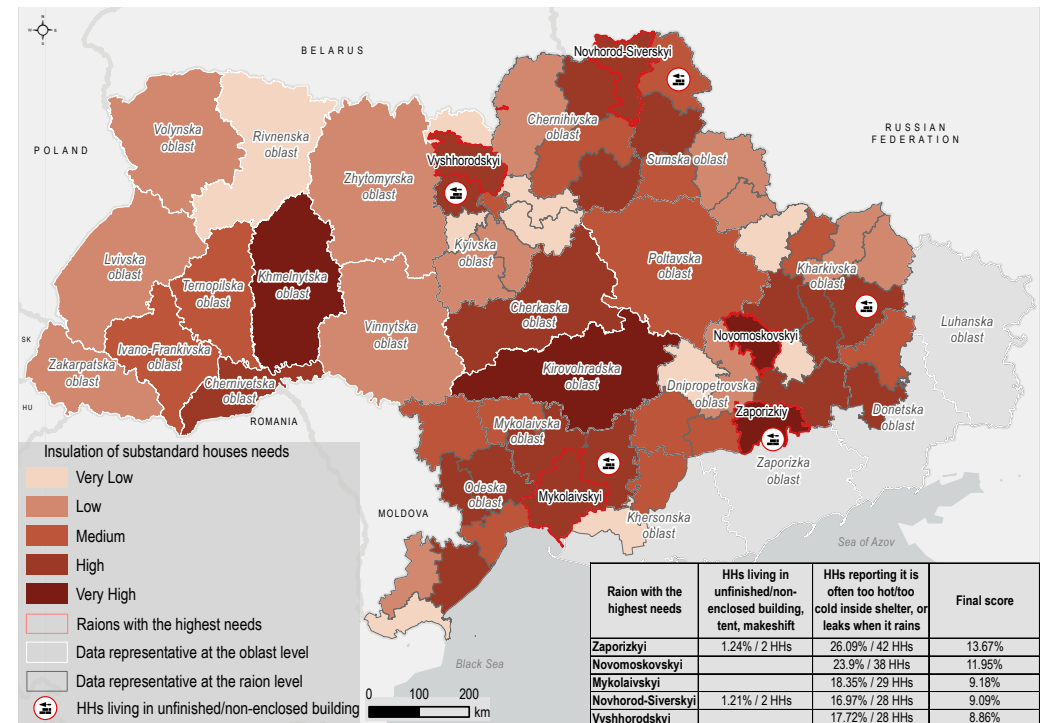 N
W
E
S
BELARUS
POLAND
RUSSIAN
FEDERATION
SK
HU
ROMANIA
MOLDOVA
Black Sea
Sea of Azov
Novhorod-Siverskyi
Volynska
oblast
Rivnenska
oblast
Chernihivska
oblast
Sumska oblast
Vyshhorodskyi
Zhytomyrska
oblast
Lvivska
oblast
Ternopilska
oblast
Khmelnytska
oblast
Kyivska
oblast
Poltavska
oblast
Kharkivska
oblast
Luhanska
oblast
Cherkaska
oblast
Vinnytska
oblast
Ivano-Frankivska
oblast
Zakarpatska
oblast
Chernivetska
oblast
Kirovohradska
oblast
Novomoskovskyi
Dnipropetrovska
oblast
Donetska
oblast
Zaporizkiy
Zaporizka
oblast
Mykolaivska
oblast
Odeska
oblast
Mykolaivskyi
Khersonska
oblast
Insulation of substandard houses needs
Very Low
Low
Medium
High
Very High
Raions with the highest needs
Data representative at the oblast level
Data representative at the raion level
HHs living in unfinished/non-enclosed building
0 100 200
km
Raion with the
highest needs
HHs living in
unfinished/non-
enclosed building,
tent, makeshift
HHs reporting it is
often too hot/too
cold inside shelter, or
leaks when it rains
Final score
Zaporizkyi 1.24% / 2 HHs 26.09% / 42 HHs 13.67%
Novomoskovskyi 23.9% / 38 HHs 11.95%
Mykolaivskyi 18.35% / 29 HHs 9.18%
Novhorod-Siverskyi 1.21% / 2 HHs 16.97% / 28 HHs 9.09%
Vyshhorodskyi 17.72% / 28 HHs 8.86%